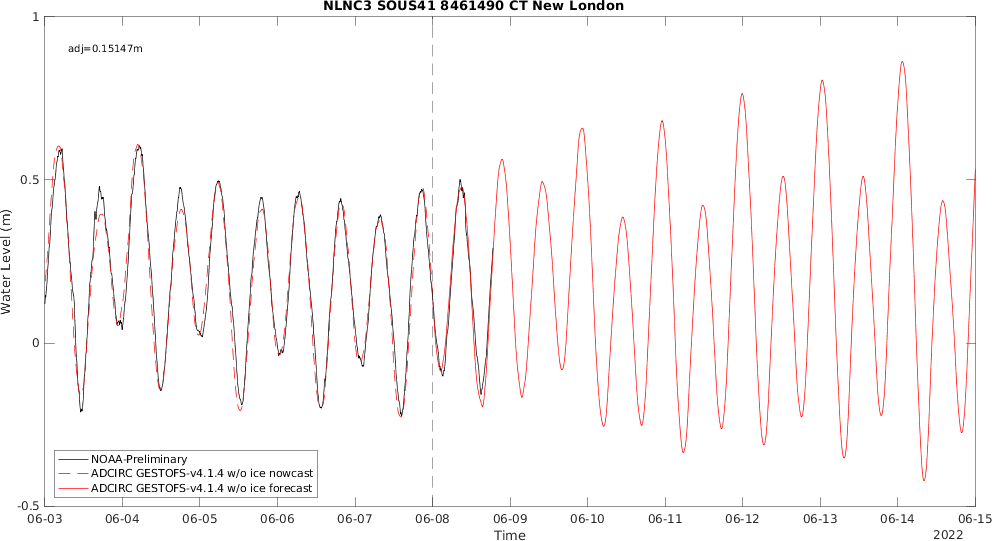 NLNC3 SOUS41 8461490 CT New London
adj=0.15147m
1
0.5
0
-0.5
Water Level (m)
NOAA-Preliminary
ADCIRC GESTOFS-v4.1.4 w/o ice nowcast
ADCIRC GESTOFS-v4.1.4 w/o ice forecast
06-03 06-04 06-05 06-06 06-07 06-08 06-09 06-10 06-11 06-12 06-13 06-14 06-15
Time
2022